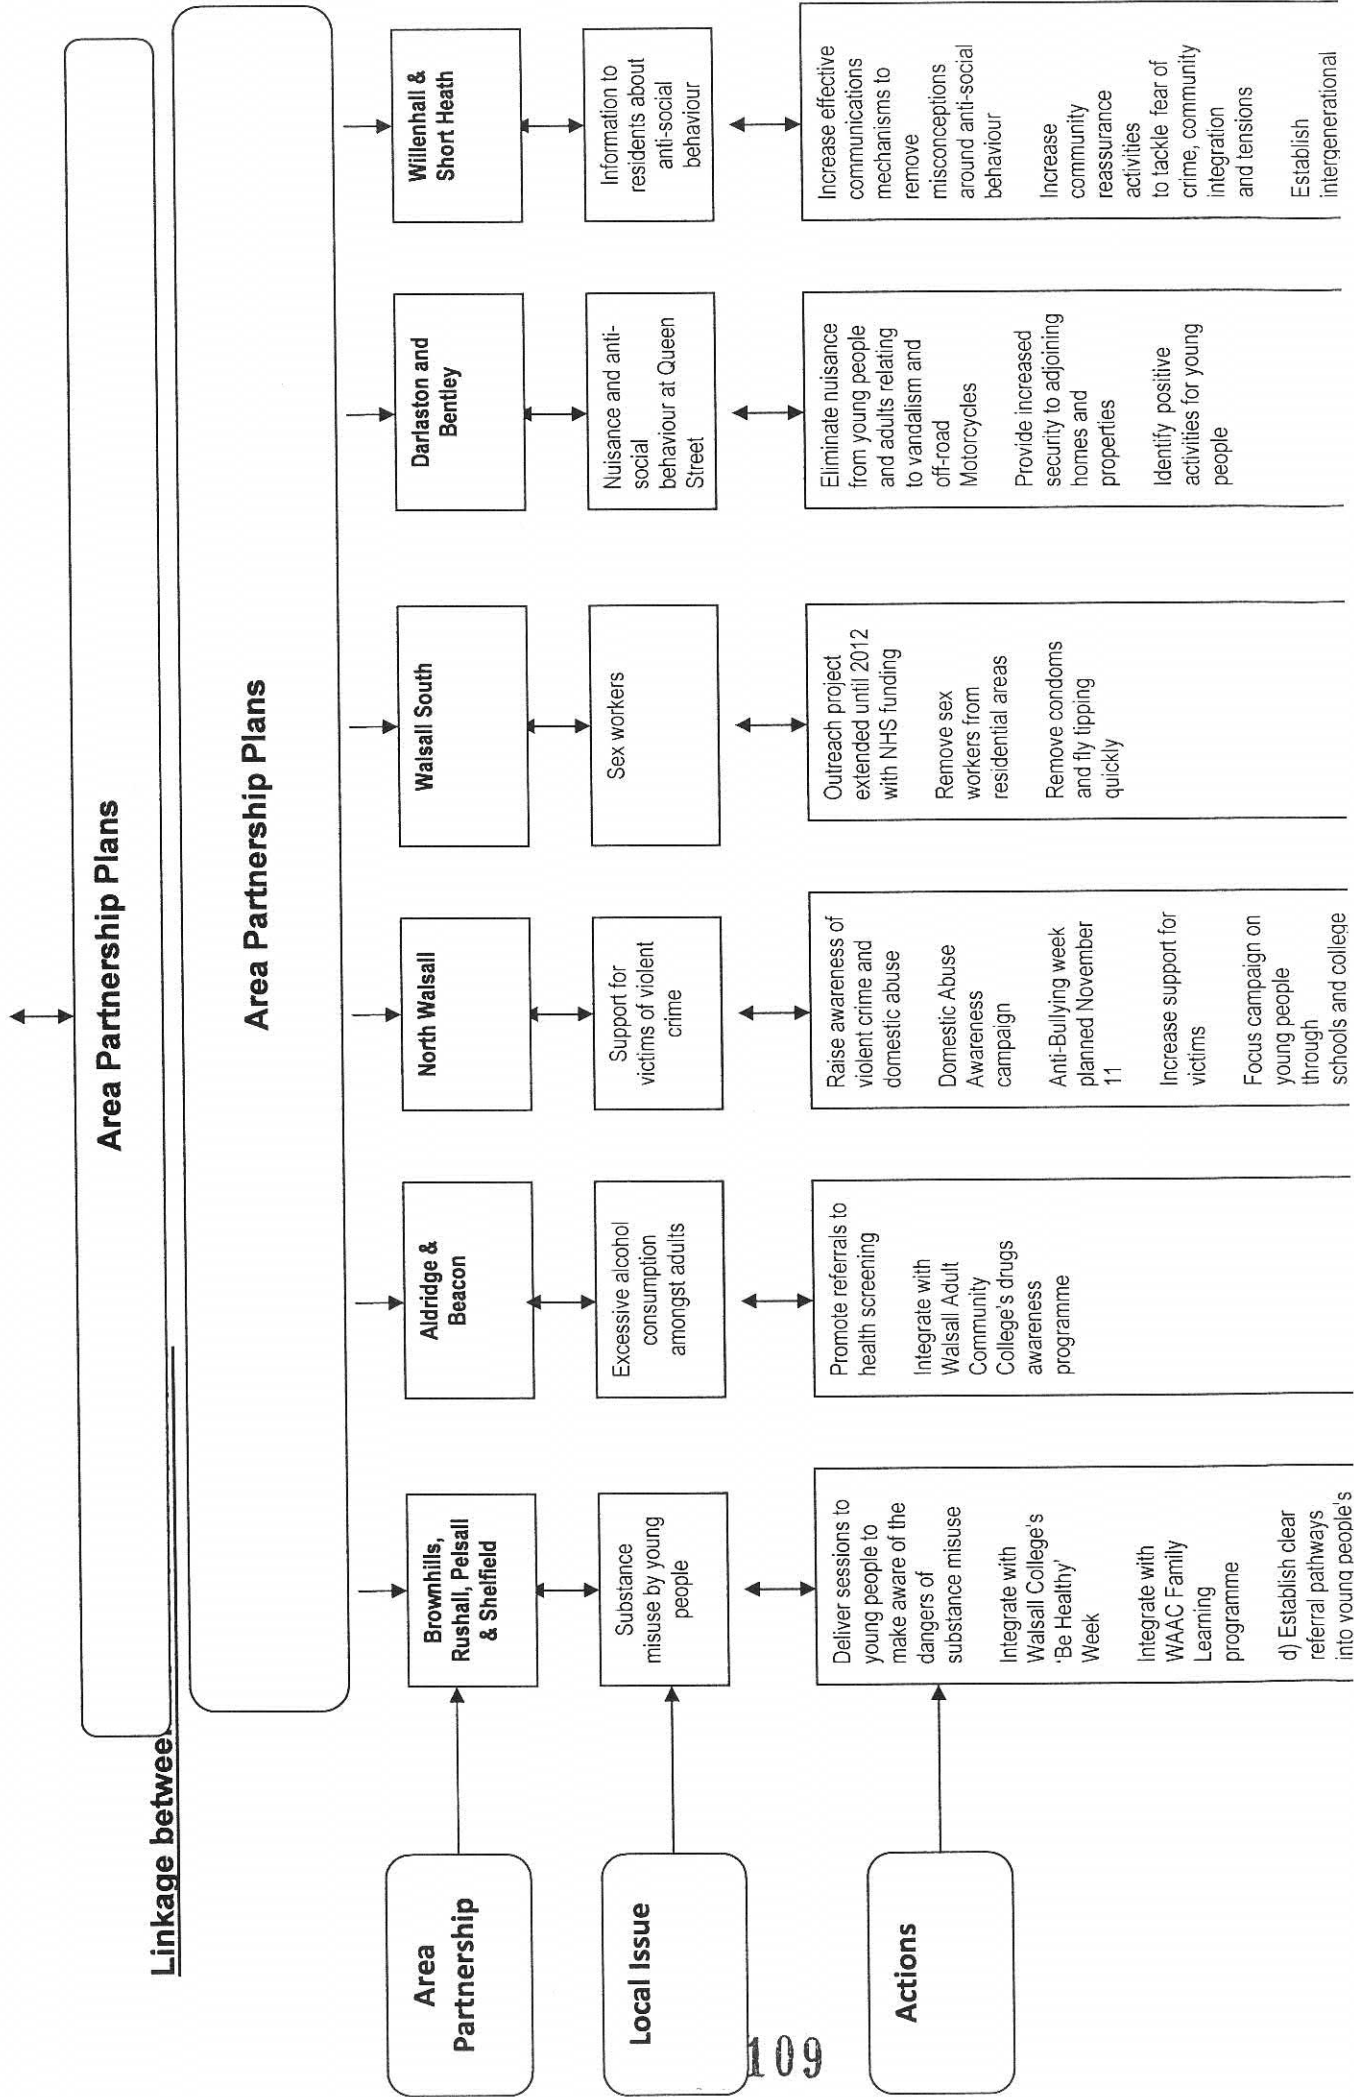 Area Partnership Plans
Linkage betwee
Area Partnership Plans
Area
Partnership
Brownhills,
Rushall, Pelsall
& Shelfield
Aldridge &
Beacon
North Walsall
Walsall South
Darlaston and
Bentley
Willenhall &
Short Heath
Local Issue
Substance
misuse by young
people
Excessive alcohol
consumption
amongst adults
Support for
victims of violent
crime
Sex workers
Nuisance and anti-
social
behaviour at Queen
Street
Information to
residents about
anti-social
behaviour
Actions
Deliver sessions to
young people to
make aware of the
dangers of
substance misuse
Integrate with
Walsall College's
'Be Healthy'
Week
Integrate with
WAAC Family
Learning
programme
d) Establish clear
referral pathways
into young people's
Promote referrals to
health screening
Integrate with
Walsall Adult
Community
College's drugs
awareness
programme
Raise awareness of
violent crime and
domestic abuse
Domestic Abuse
Awareness
campaign
Anti-Bullying week
planned November
11
Increase support for
victims
Focus campaign on
young people
through
schools and college
Outreach project
extended until 2012
with NHS funding
Remove sex
workers from
residential areas
Remove condoms
and fly tipping
quickly
Eliminate nuisance
from young people
and adults relating
to vandalism and
off-road
Motorcycles
Provide increased
security to adjoining
homes and
properties
Identify positive
activities for young
people
Increase effective
communications
mechanisms to
remove
misconceptions
around anti-social
behaviour
Increase
community
reassurance
activities
to tackle fear of
crime, community
integration
and tensions
Establish
intergenerational
109